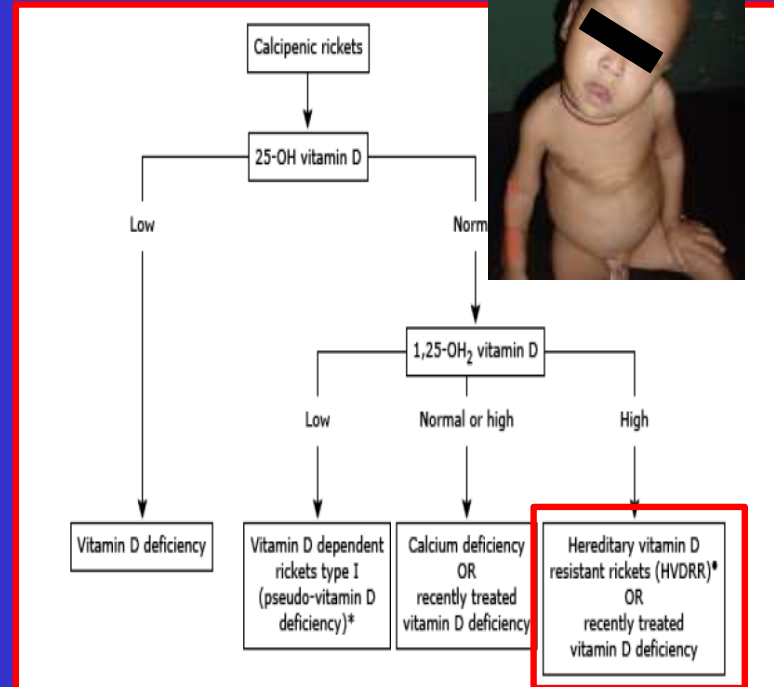 Calcipenic rickets
25-OH vitamin D
Low
Norm
1,25-OH₂ vitamin D
Low
Normal or high
High
Vitamin D deficiency
Vitamin D dependent
rickets type I
(pseudo-vitamin D
deficiency)*
Calcium deficiency
OR
recently treated
vitamin D deficiency
Hereditary vitamin D
resistant rickets (HVDRR)•
OR
recently treated
vitamin D deficiency